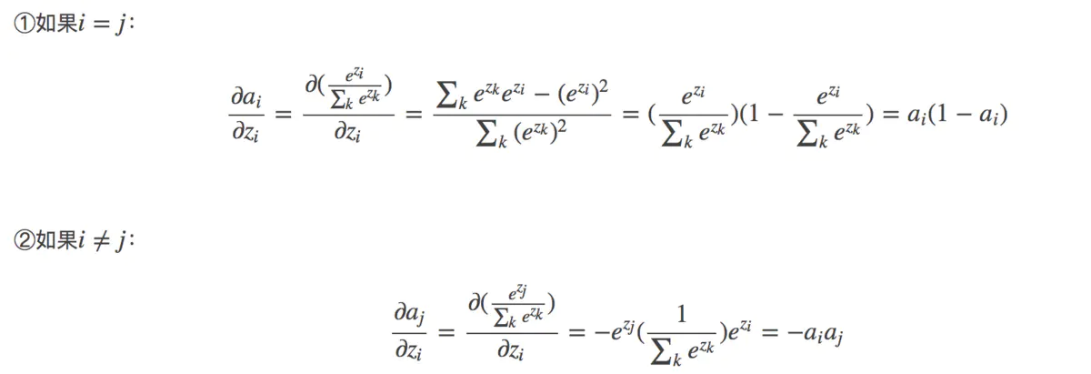 ①如果i = j:
∂a_i/∂z_i = ∂(e^{z_i}/∑_k e^{z_k})/∂z_i = (∑_k e^{z_k}e^{z_i} − (e^{z_i})^2)/(∑_k (e^{z_k})^2) = (e^{z_i}/∑_k e^{z_k})(1 − e^{z_i}/∑_k e^{z_k}) = a_i(1 − a_i)
②如果i ≠ j:
∂a_j/∂z_i = ∂(e^{z_j}/∑_k e^{z_k})/∂z_i = −e^{z_j}(1/∑_k e^{z_k})e^{z_i} = −a_i a_j